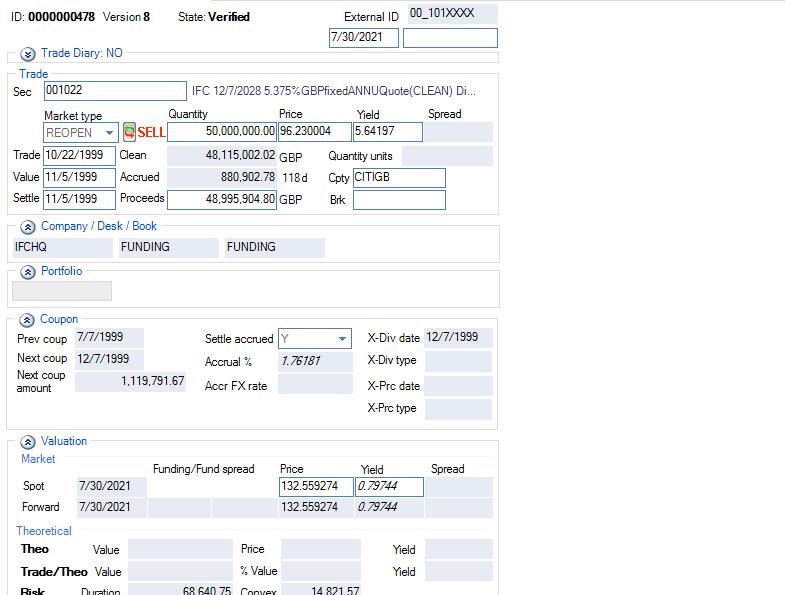 ID: 0000000478 Version 8 State: Verified External ID 00_101XXXX
7/30/2021
Trade Diary: NO
Trade
Sec 001022 IFC 12/7/2028 5.375%GBPfixedANNUQuote(CLEAN) Di...
Market type Quantity Price Yield Spread
REOPEN SELL 50,000,000.00 96.230004 5.64197
Trade 10/22/1999 Clean 48,115,002.02 GBP Quantity units
Value 11/5/1999 Accrued 880,902.78 118 d Cpty CITIGB
Settle 11/5/1999 Proceeds 48,995,904.80 GBP Brk
Company / Desk / Book
IFCHQ FUNDING FUNDING
Portfolio
Coupon
Prev coup 7/7/1999 Settle accrued Y X-Div date 12/7/1999
Next coup 12/7/1999 Accrual % 1.76181 X-Div type
Next coup amount 1,119,791.67 Accr FX rate X-Prc date
X-Prc type
Valuation
Market
Funding/Fund spread Price Yield Spread
Spot 7/30/2021 132.559274 0.79744
Forward 7/30/2021 132.559274 0.79744
Theoretical
Theo Value Price Yield
Trade/Theo Value % Value Yield
Risk Duration 68,640.75 Convex 14,821.57